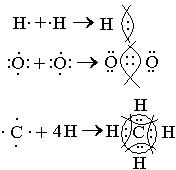 H· + ·H → H :
:Ö: + :Ö: → Ö :: Ö
H
·C· + 4H → H C H
H